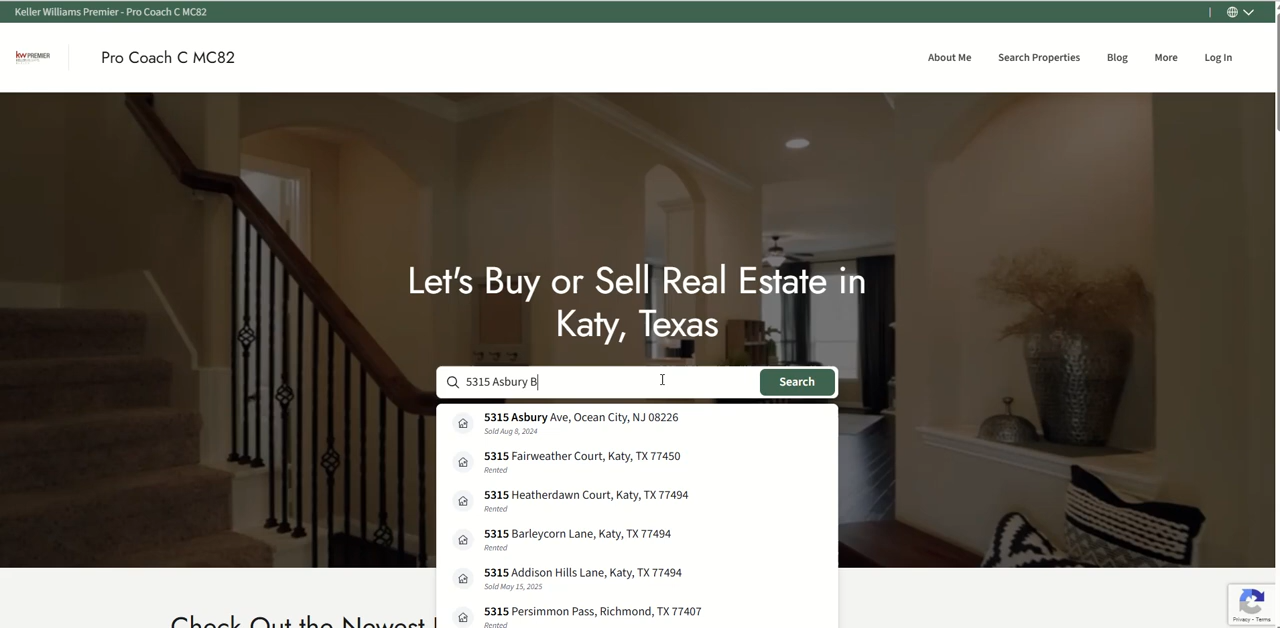 Keller Williams Premier - Pro Coach C MC82
|
kw PREMIER
Pro Coach C MC82
About Me
Search Properties
Blog
More
Log In
Let's Buy or Sell Real Estate in
Katy, Texas
5315 Asbury B
Search
5315 Asbury Ave, Ocean City, NJ 08226
Sold Aug 8, 2024
5315 Fairweather Court, Katy, TX 77450
Rented
5315 Heatherdawn Court, Katy, TX 77494
Rented
5315 Barleycorn Lane, Katy, TX 77494
Rented
5315 Addison Hills Lane, Katy, TX 77494
Sold May 15, 2025
5315 Persimmon Pass, Richmond, TX 77407
Rented
Check Out the Newest
Privacy - Terms